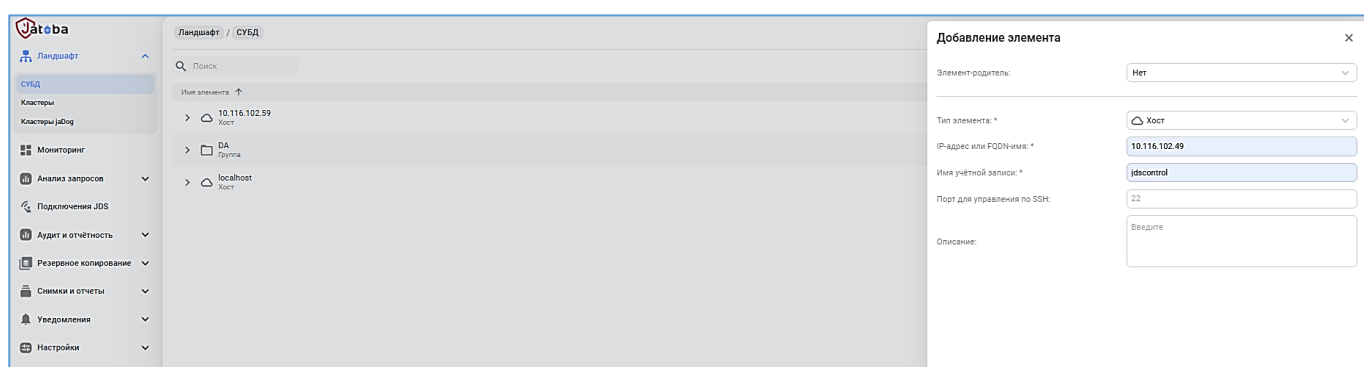 Jatoba
Ландшафт
СУБД
Кластеры
Кластеры jaDog
Мониторинг
Анализ запросов
Подключения JDS
Аудит и отчётность
Резервное копирование
Снимки и отчеты
Уведомления
Настройки
Ландшафт / СУБД
Поиск
Имя элемента
10.116.102.59
Хост
DA
Группа
localhost
Хост
Добавление элемента
Элемент-родитель: Нет
Тип элемента: * Хост
IP-адрес или FQDN-имя: * 10.116.102.49
Имя учётной записи: * jdscontrol
Порт для управления по SSH: 22
Описание: Введите